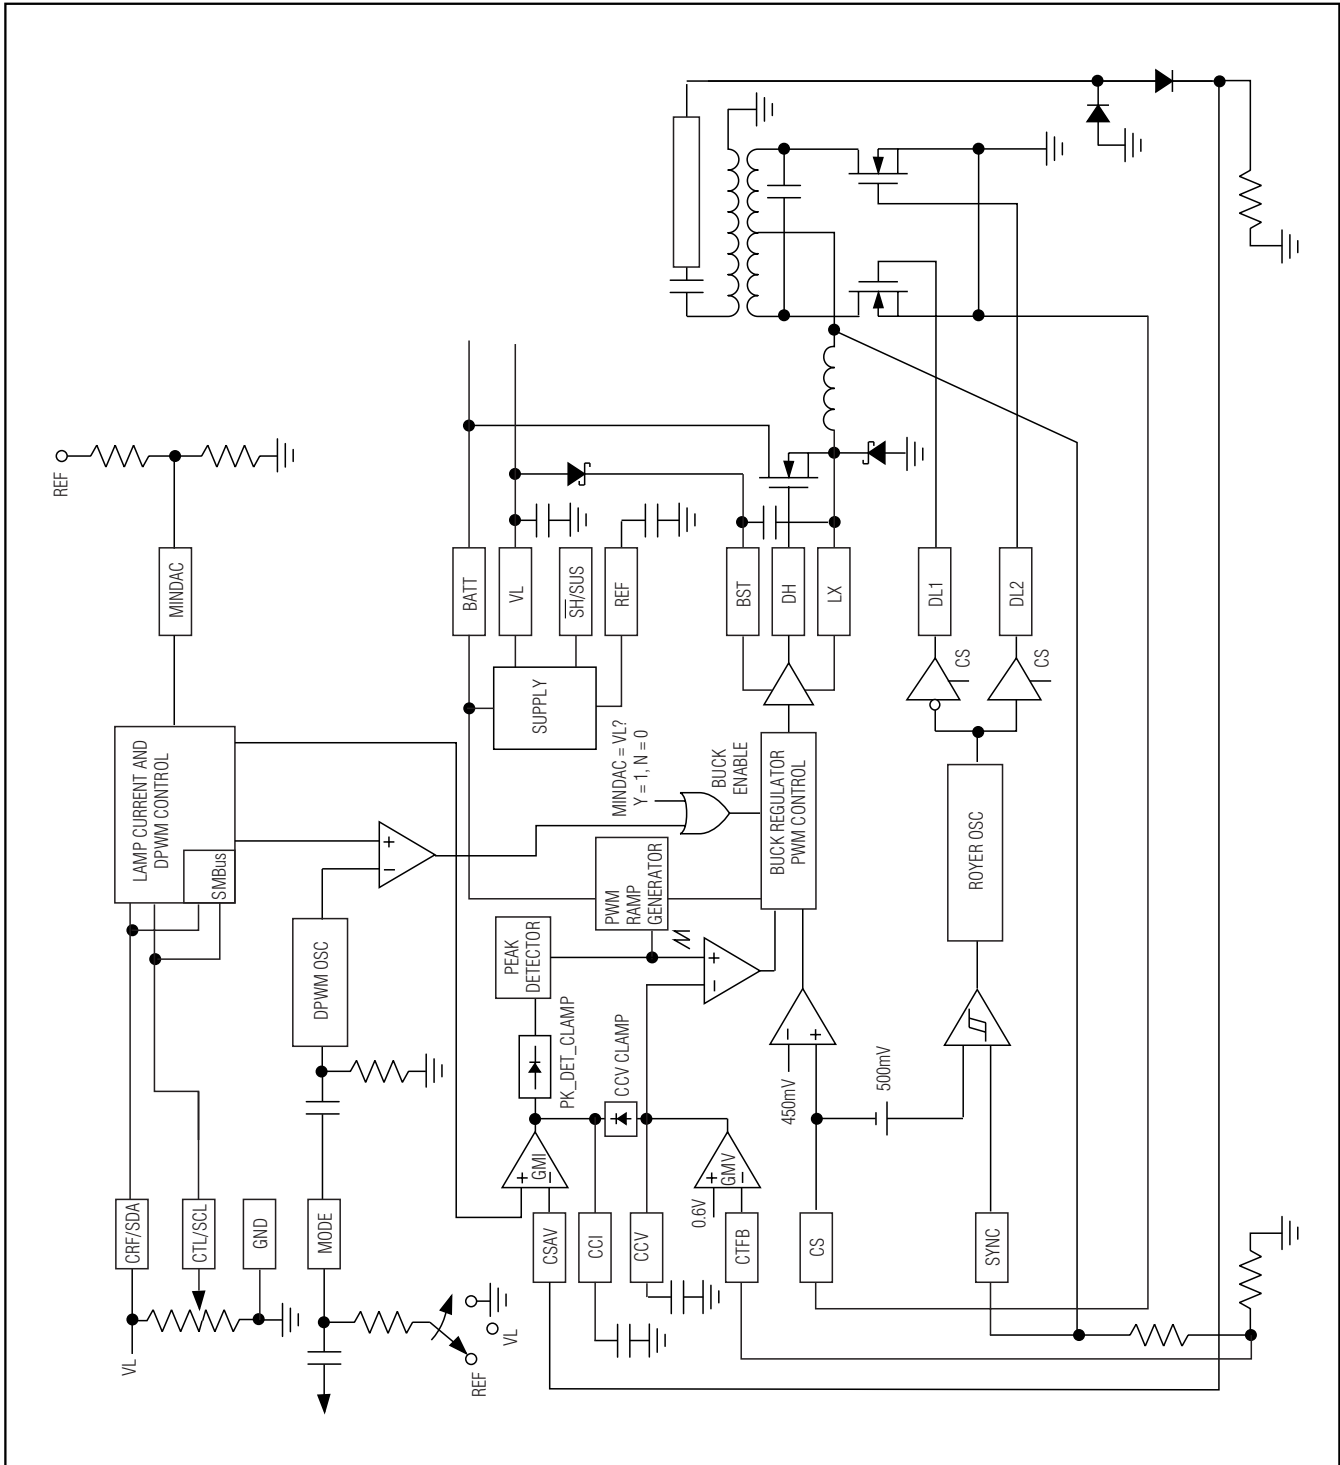 REF
MINDAC
BATT
VL
SH/SUS
REF
BST
DH
LX
DL1
DL2
CS
CS
SUPPLY
LAMP CURRENT AND
DPWM CONTROL
SMBus
MINDAC = VL?
Y = 1, N = 0
BUCK
ENABLE
BUCK REGULATOR
PWM CONTROL
ROYER OSC
PWM
RAMP
GENERATOR
PEAK
DETECTOR
DPWM OSC
PK_DET_CLAMP
CCV CLAMP
450mV
500mV
GMI
GMV
0.6V
+
−
+
−
+
−
+
−
−
+
CRF/SDA
CTL/SCL
GND
MODE
CSAV
CCI
CCV
CTFB
CS
SYNC
VL
VL
REF